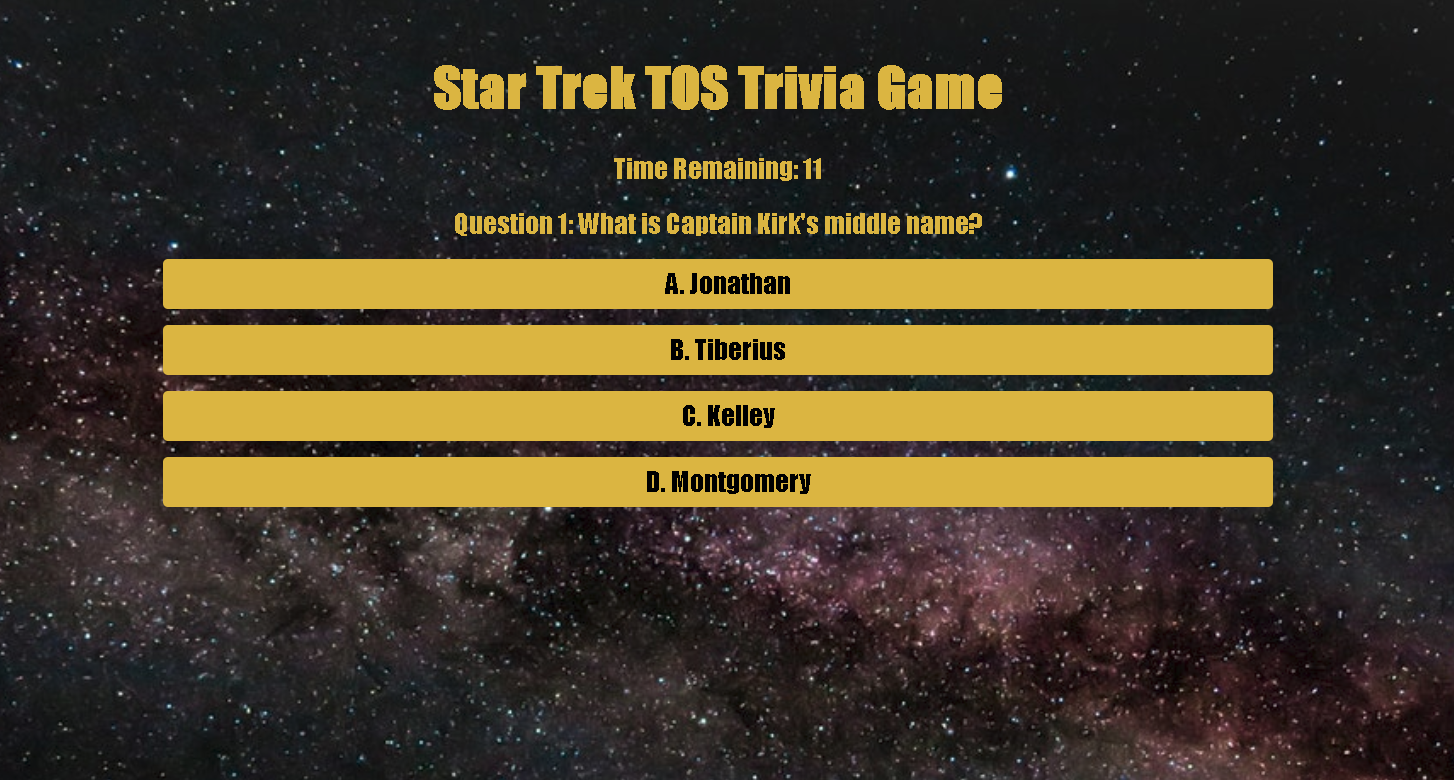 Star Trek TOS Trivia Game
Time Remaining: 11
Question 1: What is Captain Kirk's middle name?
A. Jonathan
B. Tiberius
C. Kelley
D. Montgomery